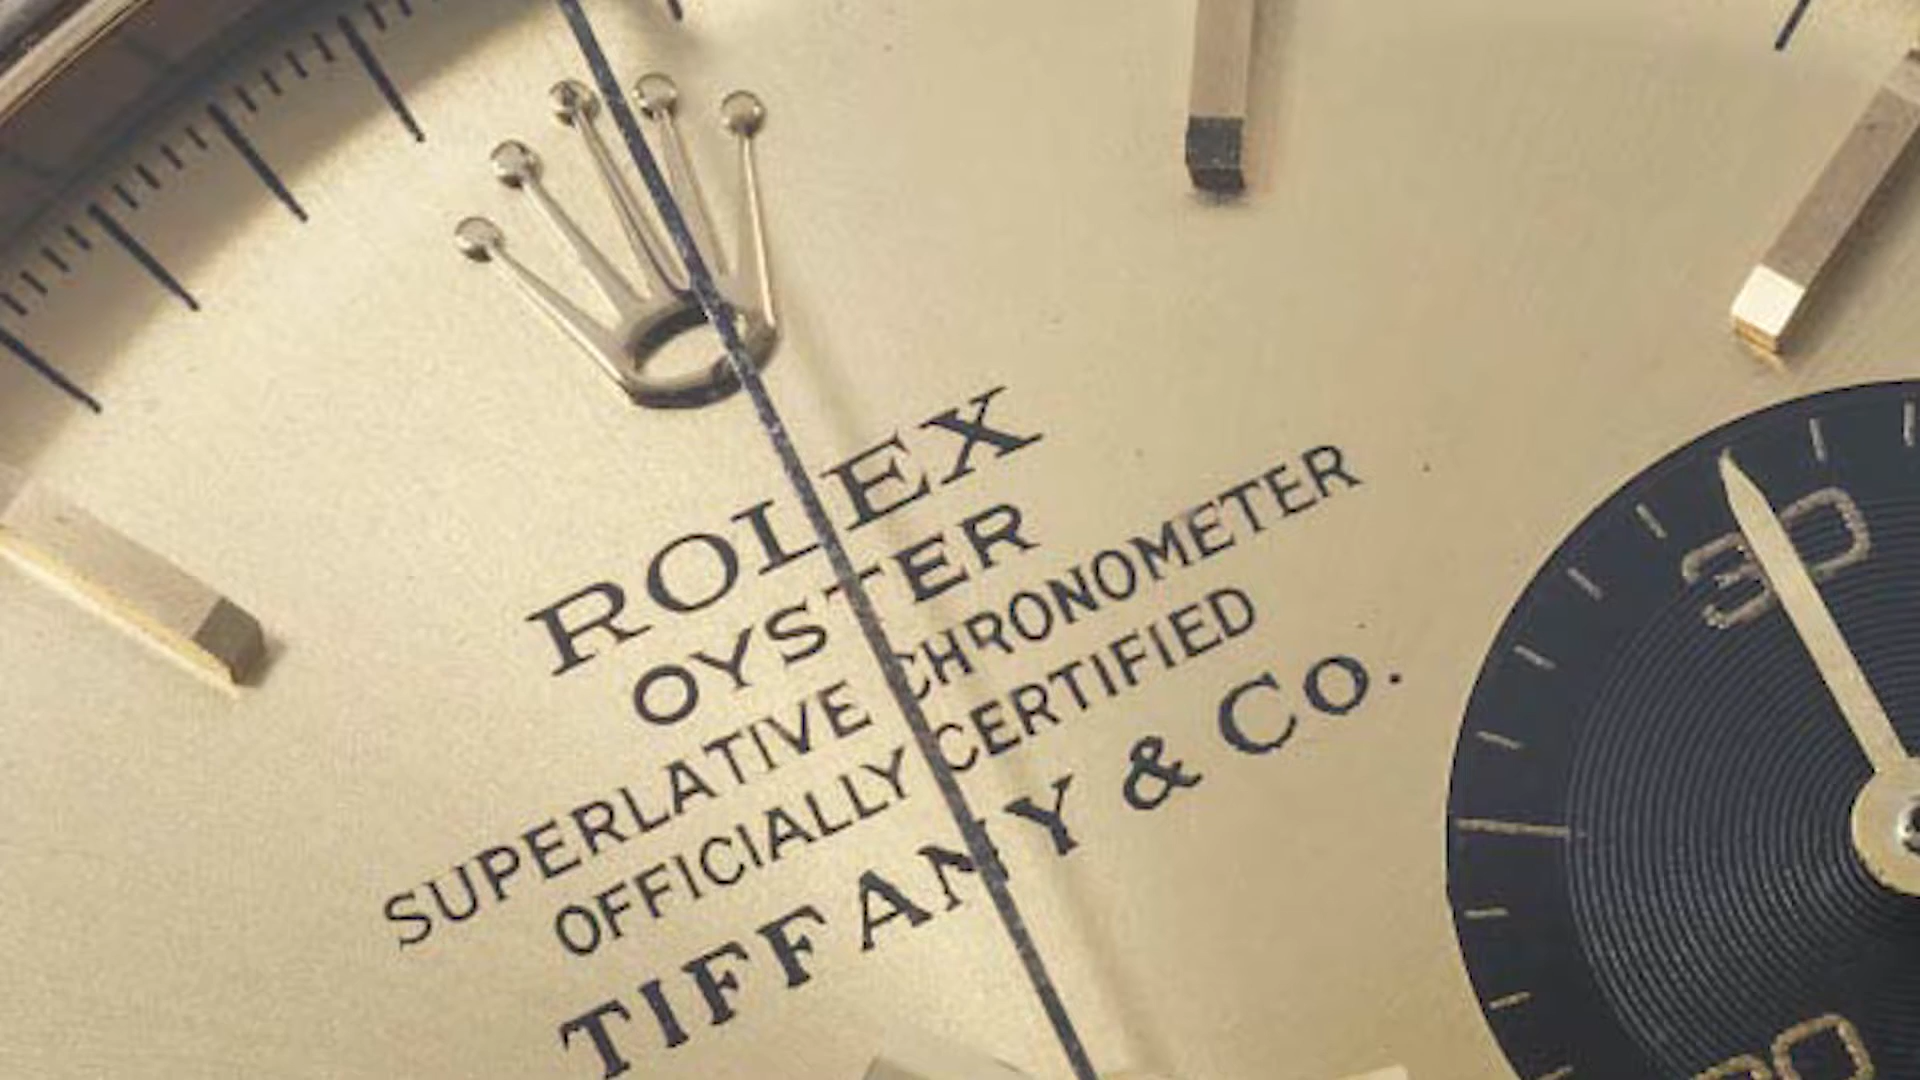 ROLEX
OYSTER
SUPERLATIVE CHRONOMETER
OFFICIALLY CERTIFIED
TIFFANY & Co.
30